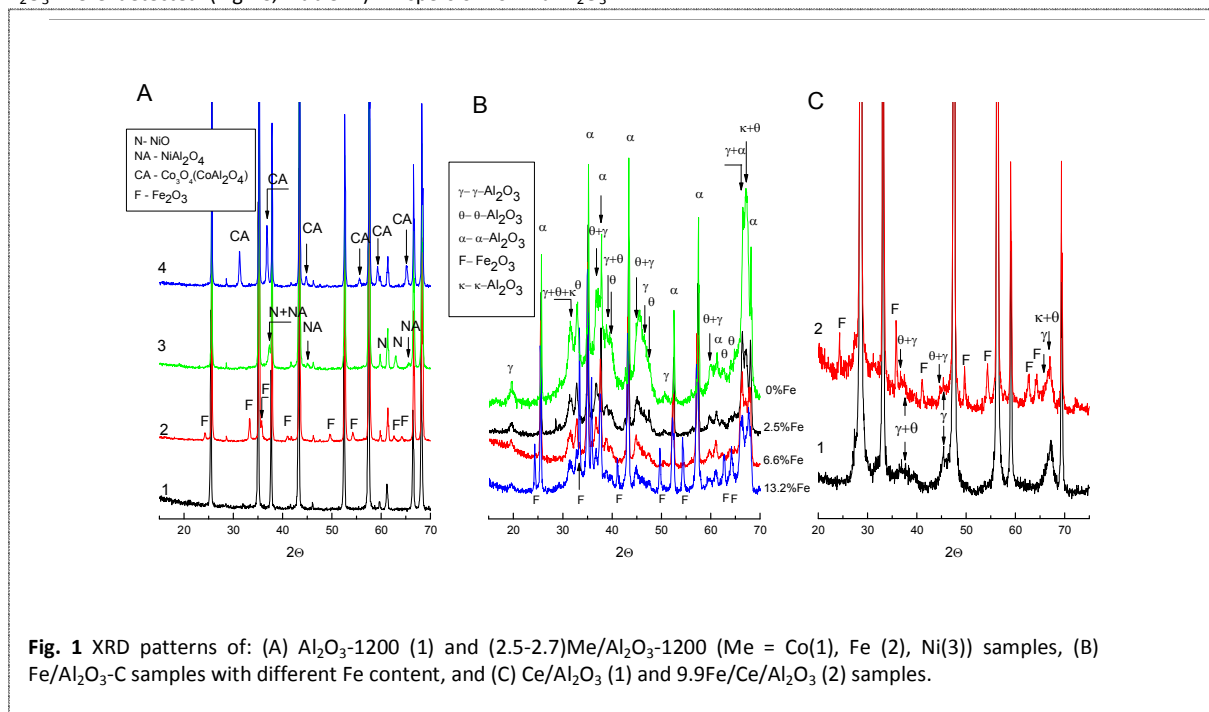 A
N- NiO
NA - NiAl₂O₄
CA - Co₃O₄(CoAl₂O₄)
F - Fe₂O₃
CA
CA
CA
CA
CA
CA
4
N+NA
NA
N
N
NA
3
F
F
F
F
F
F
F
F
2
1
20 30 40 50 60 70
2Θ
B
γ– γ–Al₂O₃
θ– θ–Al₂O₃
α– α–Al₂O₃
F– Fe₂O₃
κ– κ–Al₂O₃
γ
α
γ+θ+κ
θ
α
θ+γ
α
γ+θ
θ
α
θ+γ
γ
θ
γ
α
α
θ+γ
α
θ
θ
γ+α
κ+θ
α
0%Fe
2.5%Fe
6.6%Fe
13.2%Fe
F
F
F
F
F
F F
20 30 40 50 60 70
2Θ
C
2
F
F
θ+γ
F
θ+γ
F
F
F
F
γ
κ+θ
γ+θ
γ
1
20 30 40 50 60 70
2Θ
Fig. 1 XRD patterns of: (A) Al₂O₃-1200 (1) and (2.5-2.7)Me/Al₂O₃-1200 (Me = Co(1), Fe (2), Ni(3)) samples, (B)
Fe/Al₂O₃-C samples with different Fe content, and (C) Ce/Al₂O₃ (1) and 9.9Fe/Ce/Al₂O₃ (2) samples.